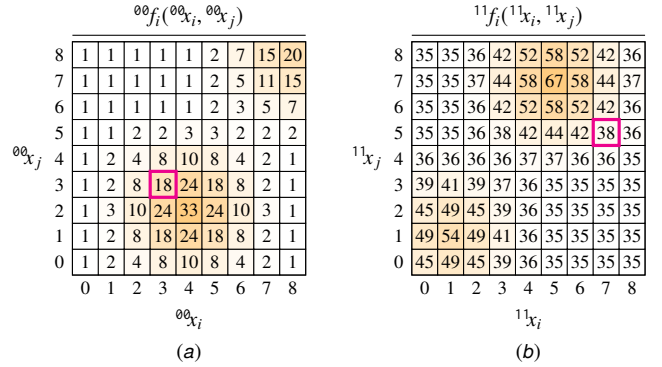 ⁰⁰fᵢ(⁰⁰xᵢ, ⁰⁰xⱼ)
8 1 1 1 1 1 2 7 15 20
7 1 1 1 1 1 2 5 11 15
6 1 1 1 1 1 2 3 5 7
5 1 1 2 2 3 3 2 2 2
⁰⁰xⱼ 4 1 2 4 8 10 8 4 2 1
3 1 2 8 18 24 18 8 2 1
2 1 3 10 24 33 24 10 3 1
1 1 2 8 18 24 18 8 2 1
0 1 2 4 8 10 8 4 2 1
0 1 2 3 4 5 6 7 8
⁰⁰xᵢ
(a)
¹¹fᵢ(¹¹xᵢ, ¹¹xⱼ)
8 35 35 36 42 52 58 52 42 36
7 35 35 37 44 58 67 58 44 37
6 35 35 36 42 52 58 52 42 36
5 35 35 36 38 42 44 42 38 36
¹¹xⱼ 4 36 36 36 36 37 37 36 36 35
3 39 41 39 37 36 35 35 35 35
2 45 49 45 39 36 35 35 35 35
1 49 54 49 41 36 35 35 35 35
0 45 49 45 39 36 35 35 35 35
0 1 2 3 4 5 6 7 8
¹¹xᵢ
(b)